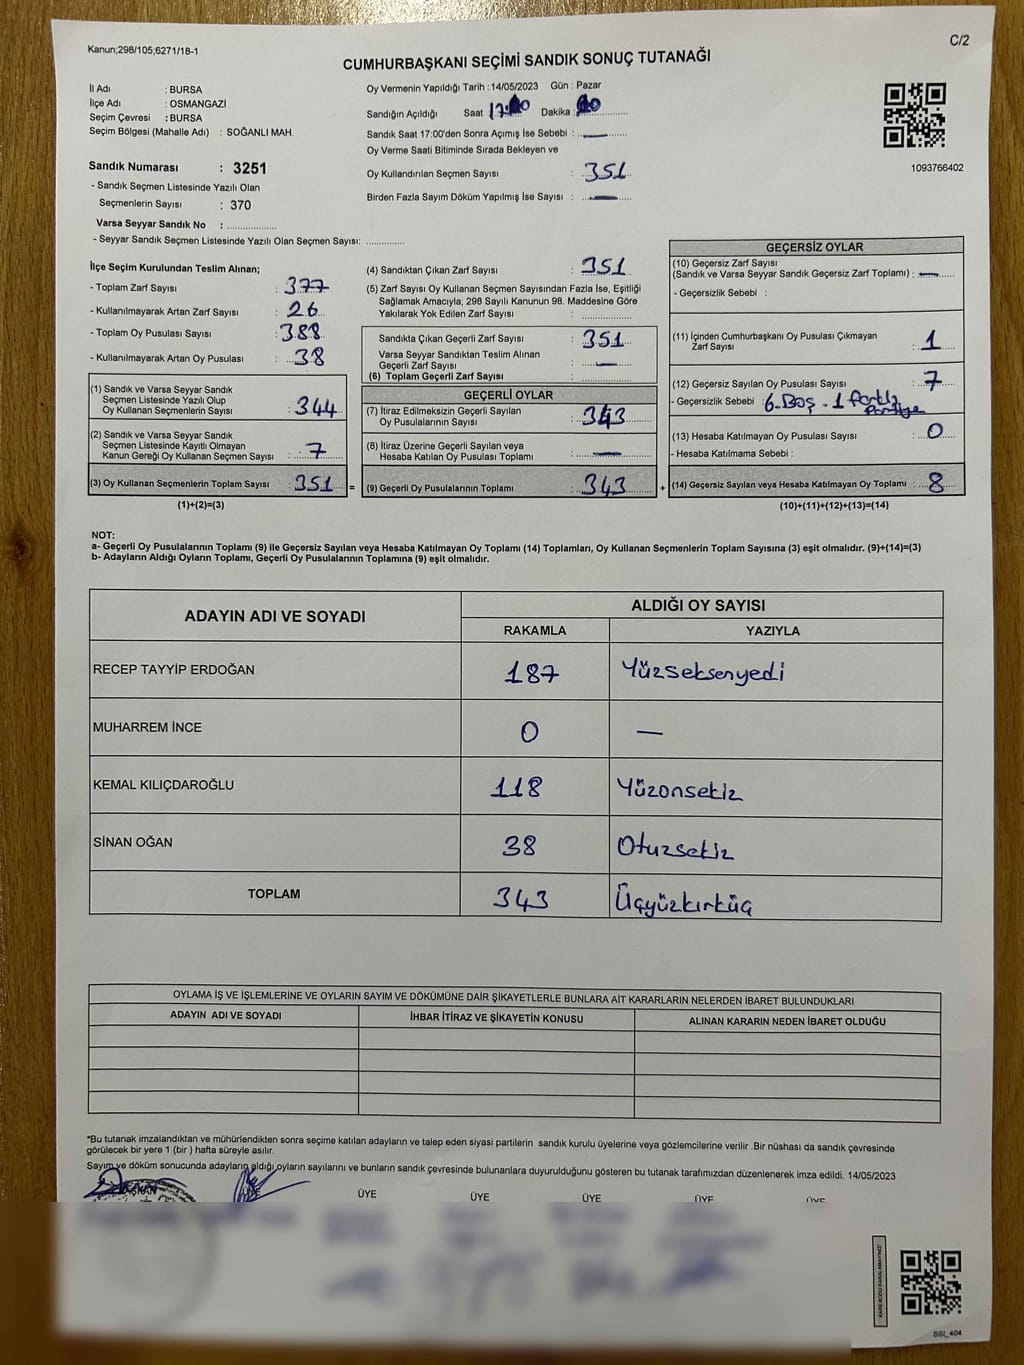 Kanun;298/105;6271/18-1
C/2
CUMHURBAŞKANI SEÇİMİ SANDIK SONUÇ TUTANAĞI
İl Adı : BURSA
İlçe Adı : OSMANGAZİ
Seçim Çevresi : BURSA
Seçim Bölgesi (Mahalle Adı) : SOĞANLI MAH.
Sandık Numarası : 3251
- Sandık Seçmen Listesinde Yazılı Olan
Seçmenlerin Sayısı : 370
Varsa Seyyar Sandık No : ..................
- Seyyar Sandık Seçmen Listesinde Yazılı Olan Seçmen Sayısı: ..............
Oy Vermenin Yapıldığı Tarih : 14/05/2023 Gün : Pazar
Sandığın Açıldığı Saat Dakika :
Sandık Saat 17:00'den Sonra Açımış İse Sebebi : —
Oy Verme Saati Bitiminde Sırada Bekleyen ve
Oy Kullandırılan Seçmen Sayısı : 351
Birden Fazla Sayım Döküm Yapılmış İse Sayısı : —
1093766402
İlçe Seçim Kurulundan Teslim Alınan;
- Toplam Zarf Sayısı : 377
- Kullanılmayarak Artan Zarf Sayısı : 26
- Toplam Oy Pusulası Sayısı : 388
- Kullanılmayarak Artan Oy Pusulası : 38
(1) Sandık ve Varsa Seyyar Sandık
Seçmen Listesinde Yazılı Olup
Oy Kullanan Seçmenlerin Sayısı : 344
(2) Sandık ve Varsa Seyyar Sandık
Seçmen Listesinde Kayıtlı Olmayan
Kanun Gereği Oy Kullanan Seçmen Sayısı : 7
(3) Oy Kullanan Seçmenlerin Toplam Sayısı : 351 =
(1)+(2)=(3)
(4) Sandıktan Çıkan Zarf Sayısı : 351
(5) Zarf Sayısı Oy Kullanan Seçmen Sayısından Fazla İse, Eşitliği
Sağlamak Amacıyla; 298 Sayılı Kanunun 98. Maddesine Göre
Yakılarak Yok Edilen Zarf Sayısı : ..................
Sandıkta Çıkan Geçerli Zarf Sayısı : 351
Varsa Seyyar Sandıktan Teslim Alınan
Geçerli Zarf Sayısı : —
(6) Toplam Geçerli Zarf Sayısı : ..................
GEÇERLİ OYLAR
(7) İtiraz Edilmeksizin Geçerli Sayılan
Oy Pusulalarının Sayısı : 343
(8) İtiraz Üzerine Geçerli Sayılan veya
Hesaba Katılan Oy Pusulası Toplamı : —
(9) Geçerli Oy Pusulalarının Toplamı : 343 +
GEÇERSİZ OYLAR
(10) Geçersiz Zarf Sayısı
(Sandık ve Varsa Seyyar Sandık Geçersiz Zarf Toplamı) : —
- Geçersizlik Sebebi :
(11) İçinden Cumhurbaşkanı Oy Pusulası Çıkmayan
Zarf Sayısı : 1
(12) Geçersiz Sayılan Oy Pusulası Sayısı : 7
- Geçersizlik Sebebi : 6.Boş . 1 farklı
Partiye
(13) Hesaba Katılmayan Oy Pusulası Sayısı : 0
- Hesaba Katılmama Sebebi :
(14) Geçersiz Sayılan veya Hesaba Katılmayan Oy Toplamı : 8
(10)+(11)+(12)+(13)=(14)
NOT:
a- Geçerli Oy Pusulalarının Toplamı (9) ile Geçersiz Sayılan veya Hesaba Katılmayan Oy Toplamı (14) Toplamları, Oy Kullanan Seçmenlerin Toplam Sayısına (3) eşit olmalıdır. (9)+(14)=(3)
b- Adayların Aldığı Oyların Toplamı, Geçerli Oy Pusulalarının Toplamına (9) eşit olmalıdır.
ADAYIN ADI VE SOYADI ALDIĞI OY SAYISI
RAKAMLA YAZIYLA
RECEP TAYYİP ERDOĞAN 187 Yüzseksenyedi
MUHARREM İNCE 0 —
KEMAL KILIÇDAROĞLU 118 Yüzonsekiz
SİNAN OĞAN 38 Otuzsekiz
TOPLAM 343 Üçyüzkırküç
OYLAMA İŞ VE İŞLEMLERİNE VE OYLARIN SAYIM VE DÖKÜMÜNE DAİR ŞİKAYETLERLE BUNLARA AİT KARARLARIN NELERDEN İBARET BULUNDUKLARI
ADAYIN ADI VE SOYADI İHBAR İTİRAZ VE ŞİKAYETİN KONUSU ALINAN KARARIN NEDEN İBARET OLDUĞU
*Bu tutanak imzalandıktan ve mühürlendikten sonra seçime katılan adayların ve talep eden siyasi partilerin sandık kurulu üyelerine veya gözlemcilerine verilir .Bir nüshası da sandık çevresinde
görülecek bir yere 1 (bir ) hafta süreyle asılır.
Sayım ve döküm sonucunda adayların aldığı oyların sayılarını ve bunların sandık çevresinde bulunanlara duyurulduğunu gösteren bu tutanak tarafımızdan düzenlenerek imza edildi. 14/05/2023
BAŞKAN ÜYE ÜYE ÜYE ÜYE ÜYE ÜYE
KARE KODU KARALAMAYINIZ!
SSI_404